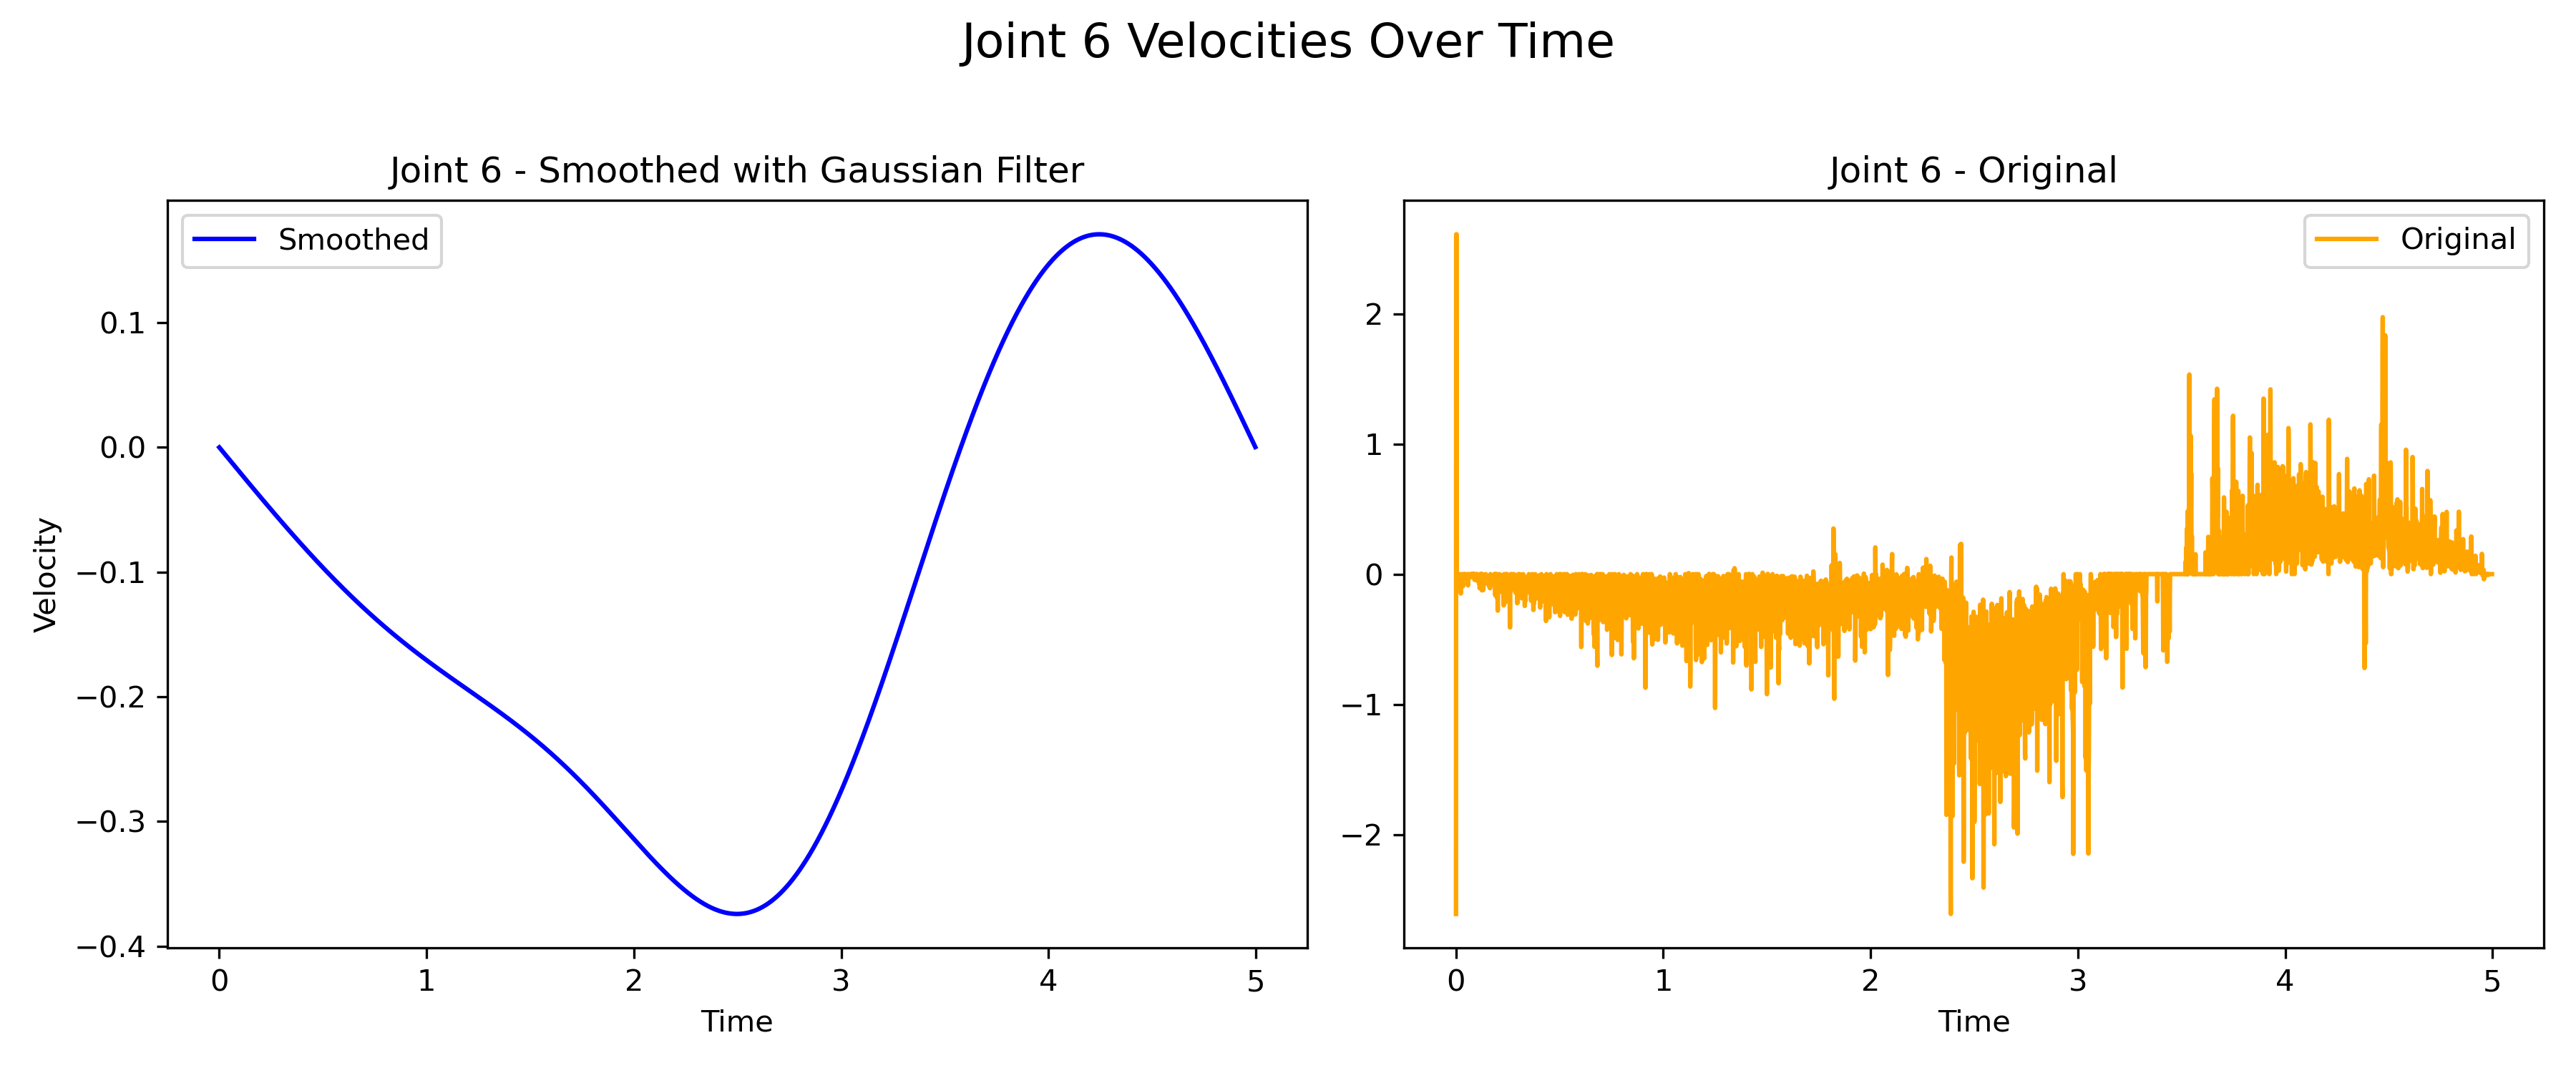 Joint 6 Velocities Over Time
Joint 6 - Smoothed with Gaussian Filter
Smoothed
Velocity
0.1
0.0
−0.1
−0.2
−0.3
−0.4
0 1 2 3 4 5
Time
Joint 6 - Original
Original
2
1
0
−1
−2
0 1 2 3 4 5
Time